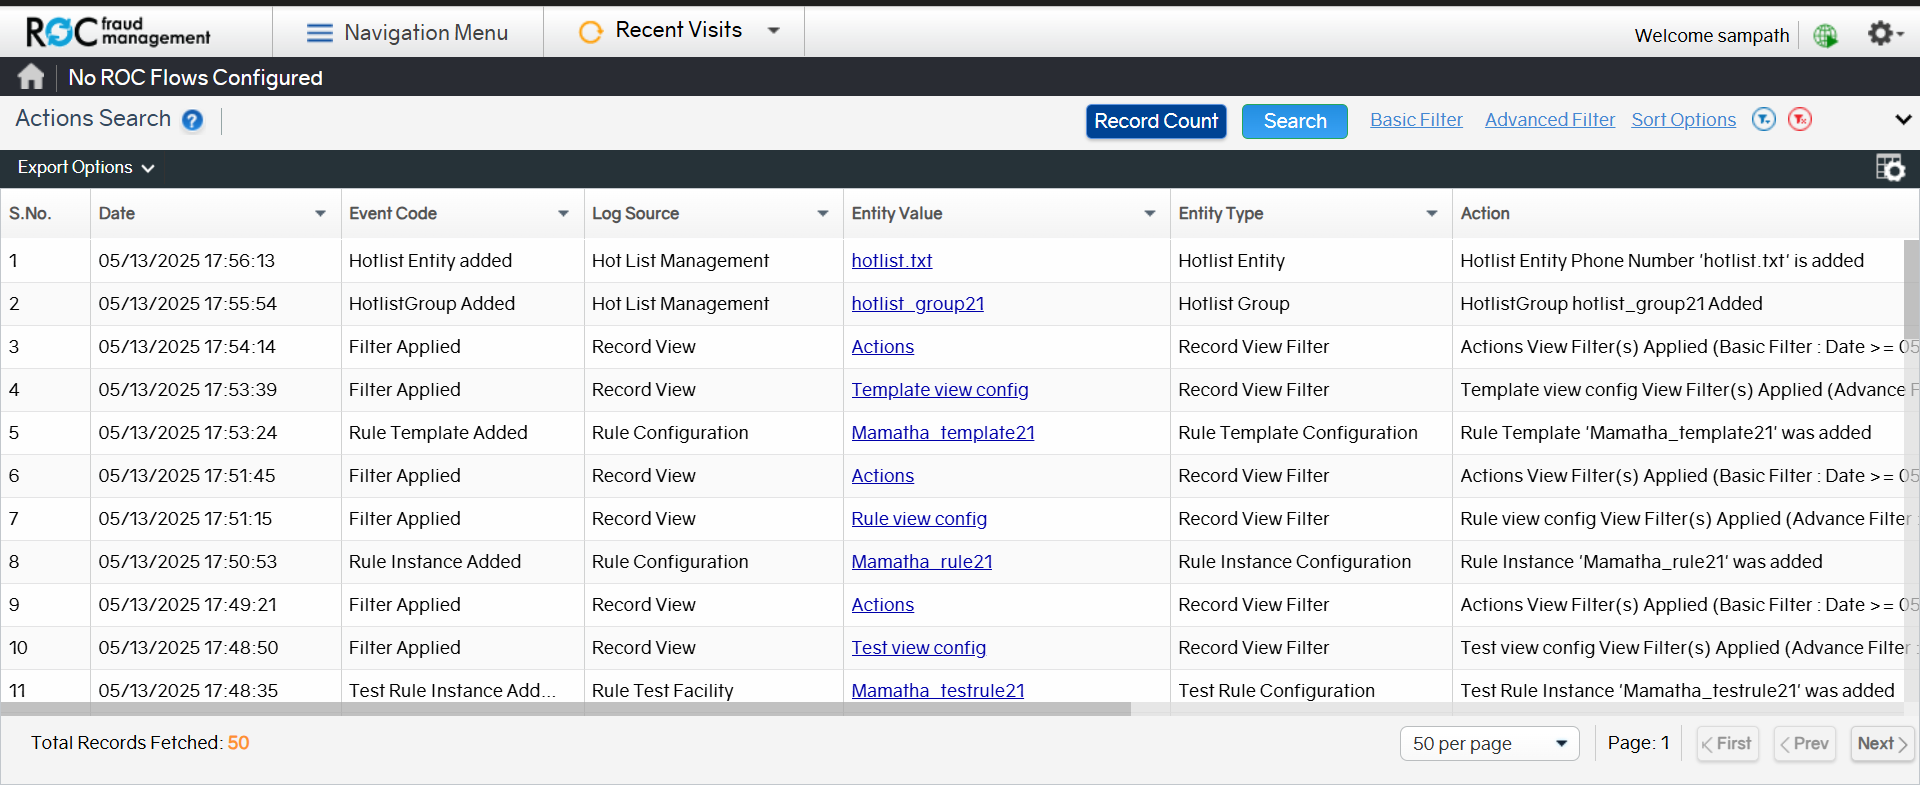 ROC fraud management
Navigation Menu
Recent Visits
Welcome sampath
No ROC Flows Configured
Actions Search ?
Record Count Search Basic Filter Advanced Filter Sort Options
Export Options
S.No. Date Event Code Log Source Entity Value Entity Type Action
1 05/13/2025 17:56:13 Hotlist Entity added Hot List Management hotlist.txt Hotlist Entity Hotlist Entity Phone Number 'hotlist.txt' is added
2 05/13/2025 17:55:54 HotlistGroup Added Hot List Management hotlist_group21 Hotlist Group HotlistGroup hotlist_group21 Added
3 05/13/2025 17:54:14 Filter Applied Record View Actions Record View Filter Actions View Filter(s) Applied (Basic Filter : Date >= 05
4 05/13/2025 17:53:39 Filter Applied Record View Template view config Record View Filter Template view config View Filter(s) Applied (Advance F
5 05/13/2025 17:53:24 Rule Template Added Rule Configuration Mamatha_template21 Rule Template Configuration Rule Template 'Mamatha_template21' was added
6 05/13/2025 17:51:45 Filter Applied Record View Actions Record View Filter Actions View Filter(s) Applied (Basic Filter : Date >= 05
7 05/13/2025 17:51:15 Filter Applied Record View Rule view config Record View Filter Rule view config View Filter(s) Applied (Advance Filter :
8 05/13/2025 17:50:53 Rule Instance Added Rule Configuration Mamatha_rule21 Rule Instance Configuration Rule Instance 'Mamatha_rule21' was added
9 05/13/2025 17:49:21 Filter Applied Record View Actions Record View Filter Actions View Filter(s) Applied (Basic Filter : Date >= 05
10 05/13/2025 17:48:50 Filter Applied Record View Test view config Record View Filter Test view config View Filter(s) Applied (Advance Filter :
11 05/13/2025 17:48:35 Test Rule Instance Add... Rule Test Facility Mamatha_testrule21 Test Rule Configuration Test Rule Instance 'Mamatha_testrule21' was added
Total Records Fetched: 50
50 per page
Page: 1
First
Prev
Next